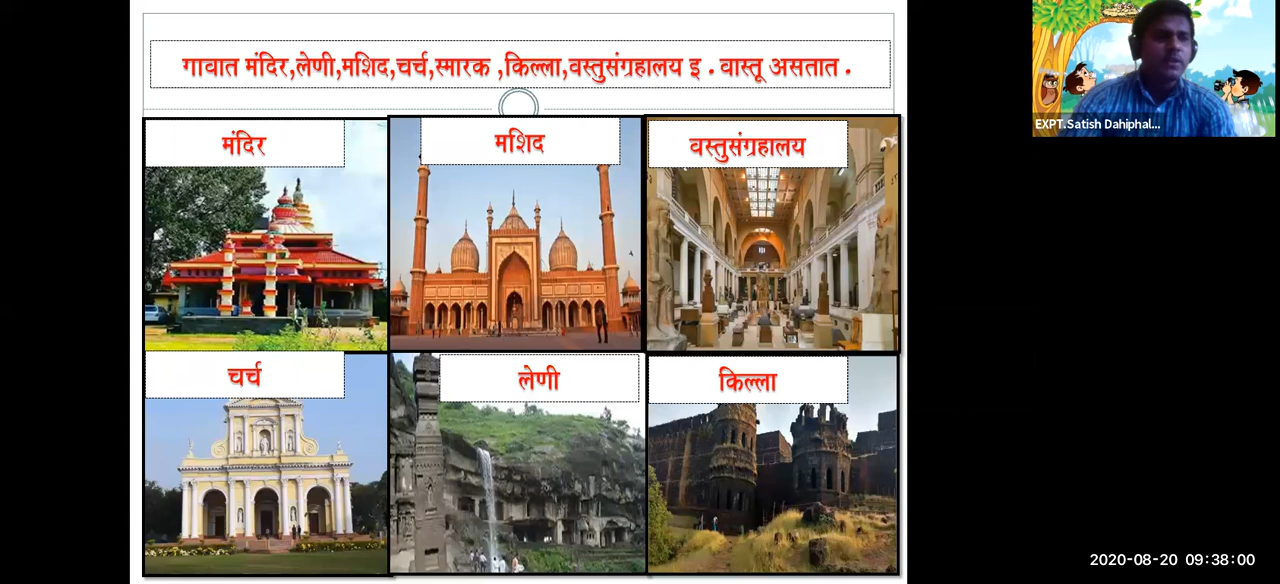 गावात मंदिर,लेणी,मशिद,चर्च,स्मारक ,किल्ला,वस्तुसंग्रहालय इ . वास्तू असतात .
मंदिर
मशिद
वस्तुसंग्रहालय
चर्च
लेणी
किल्ला
EXPT.Satish Dahiphal...
2020-08-20 09:38:00